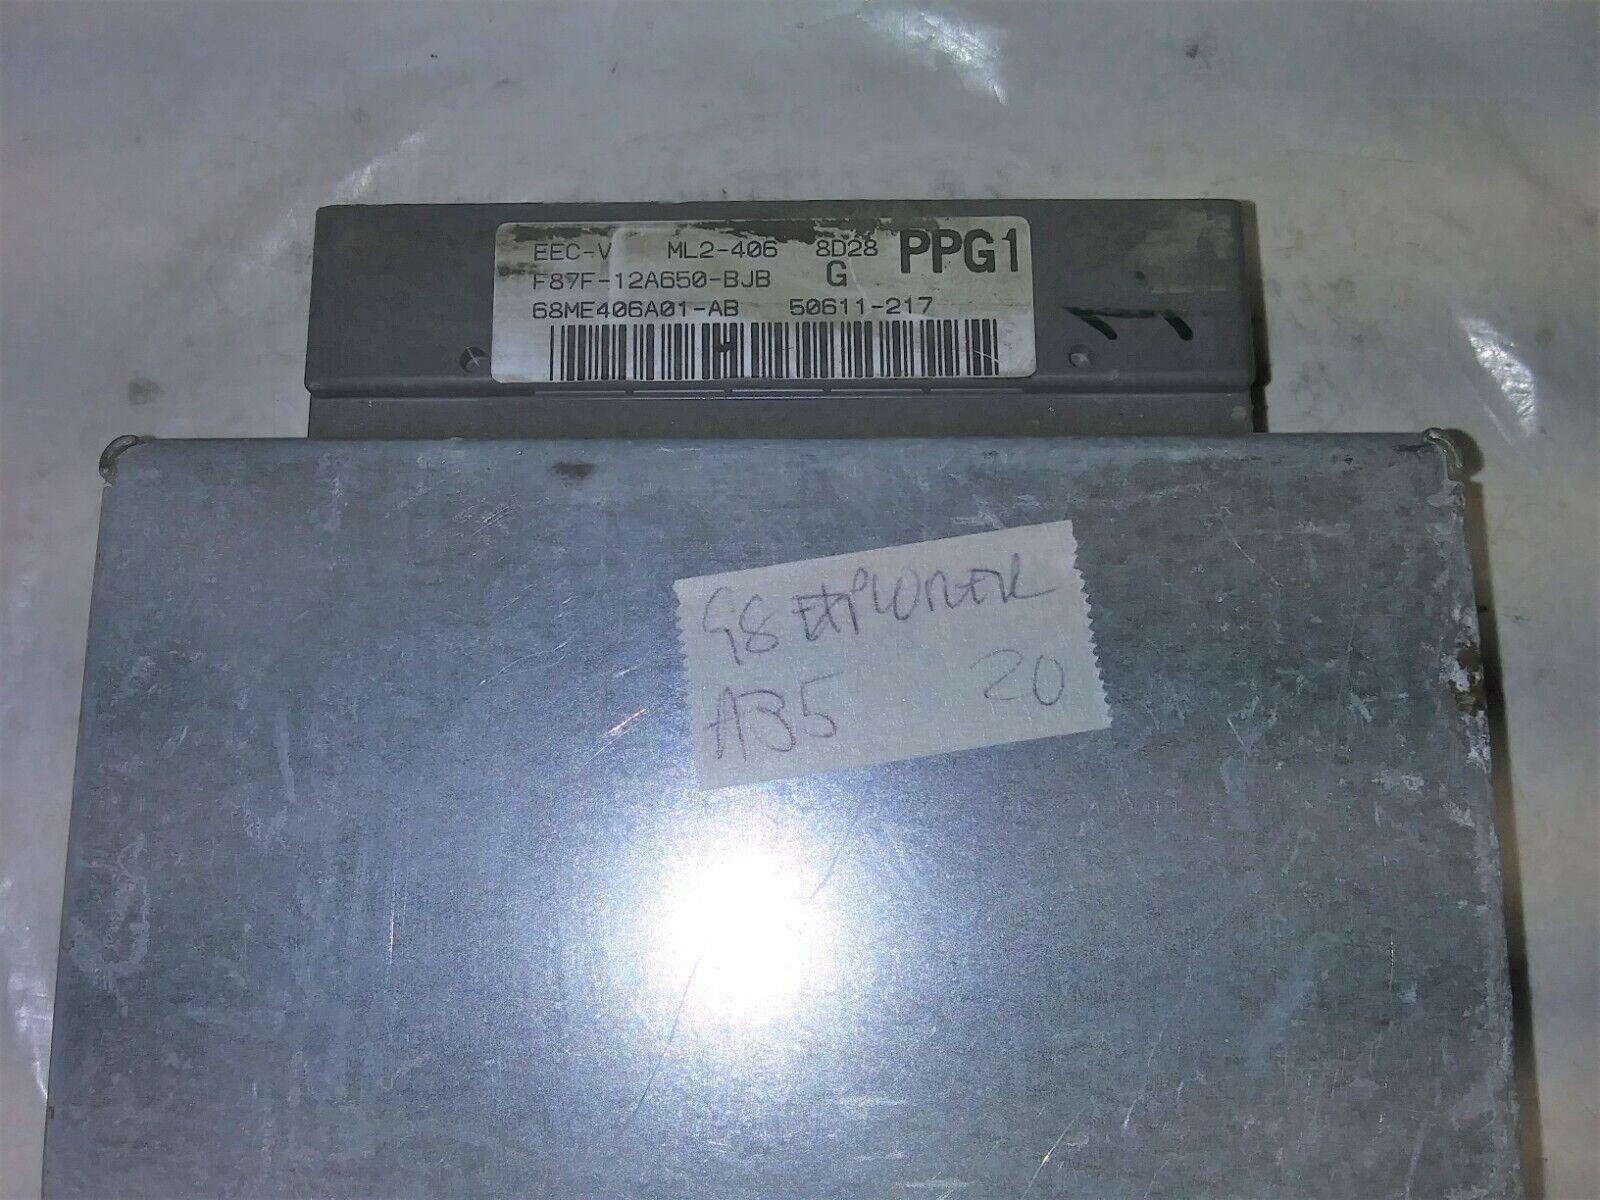 EEC-V ML2-406 8D28 PPG1
F87F-12A650-BJB G
68ME406A01-AB 50611-217
H
98 EXPLORER
A35 20